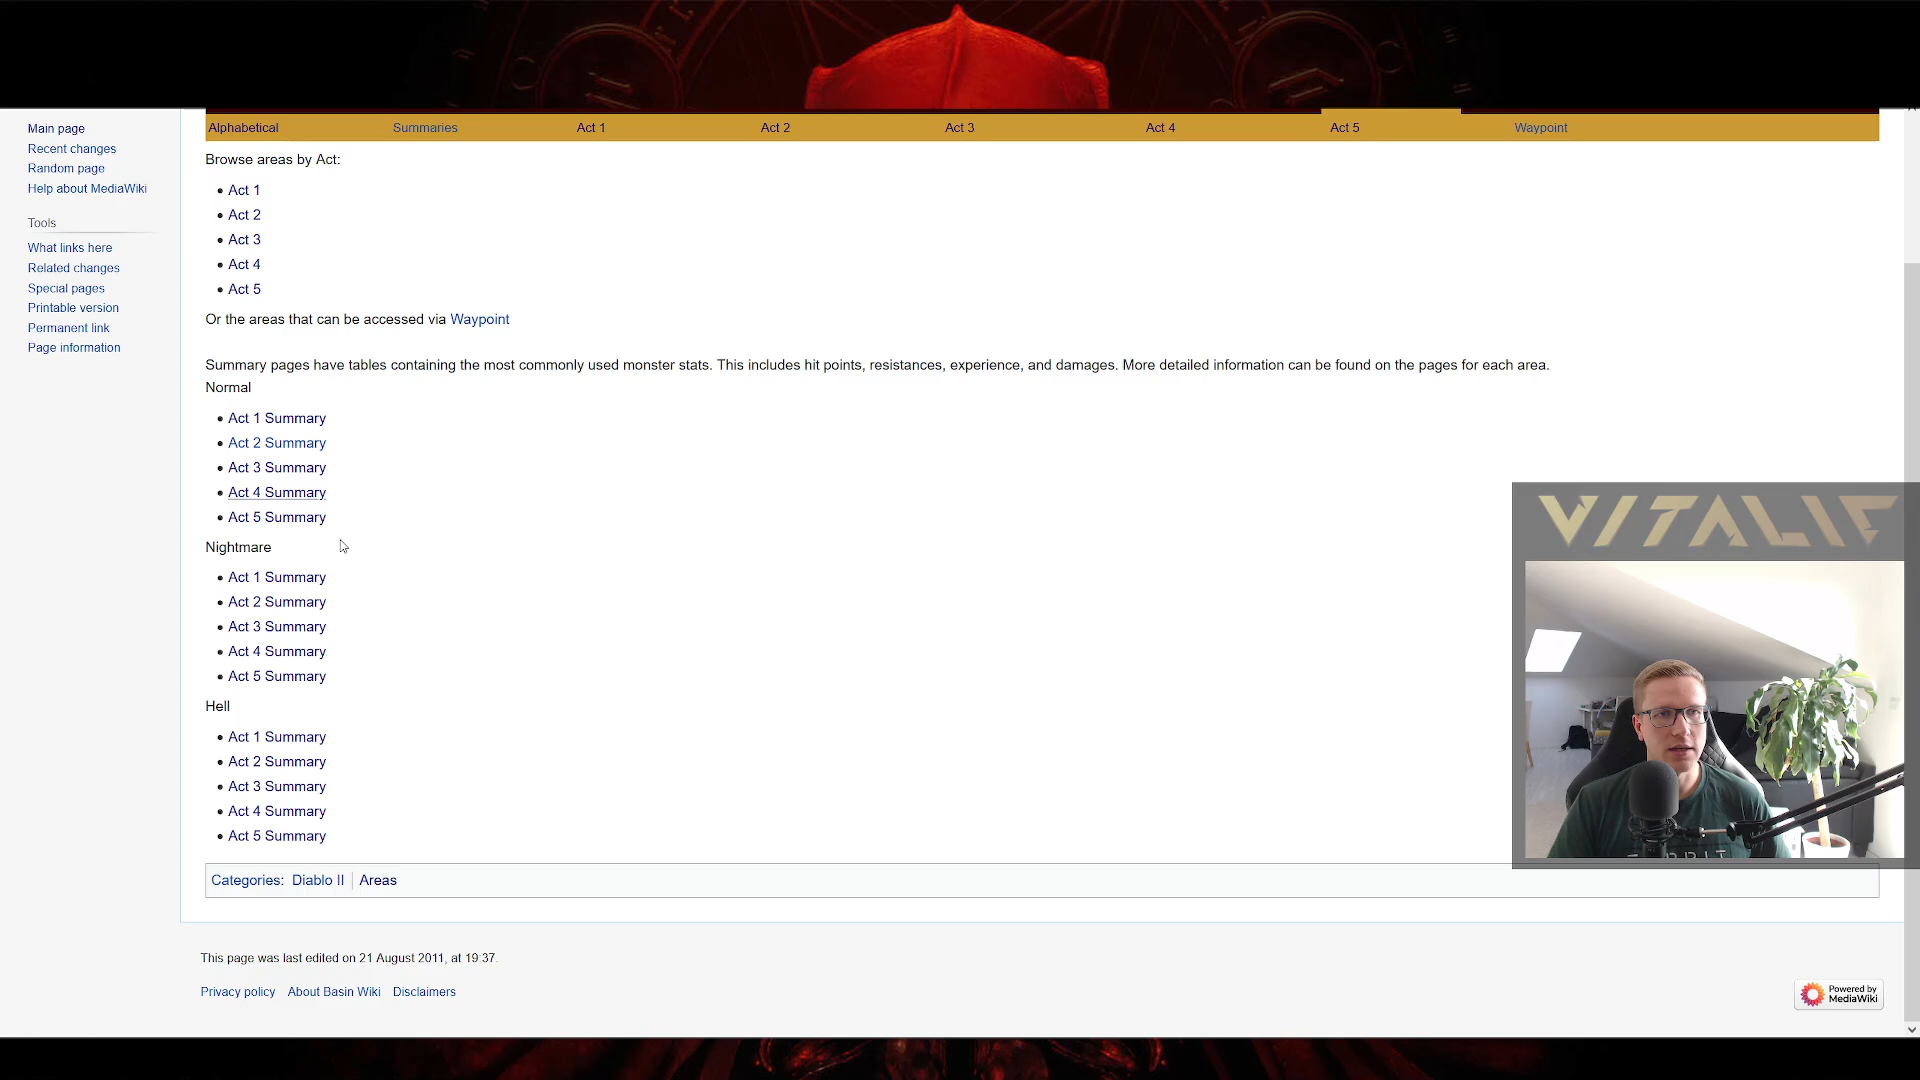 Main page
Recent changes
Random page
Help about MediaWiki
Tools
What links here
Related changes
Special pages
Printable version
Permanent link
Page information
Alphabetical Summaries Act 1 Act 2 Act 3 Act 4 Act 5 Waypoint
Browse areas by Act:
Act 1
Act 2
Act 3
Act 4
Act 5
Or the areas that can be accessed via Waypoint
Summary pages have tables containing the most commonly used monster stats. This includes hit points, resistances, experience, and damages. More detailed information can be found on the pages for each area.
Normal
Act 1 Summary
Act 2 Summary
Act 3 Summary
Act 4 Summary
Act 5 Summary
Nightmare
Act 1 Summary
Act 2 Summary
Act 3 Summary
Act 4 Summary
Act 5 Summary
Hell
Act 1 Summary
Act 2 Summary
Act 3 Summary
Act 4 Summary
Act 5 Summary
Categories: Diablo II | Areas
This page was last edited on 21 August 2011, at 19:37.
Privacy policy About Basin Wiki Disclaimers
Powered by
MediaWiki
VITALIC